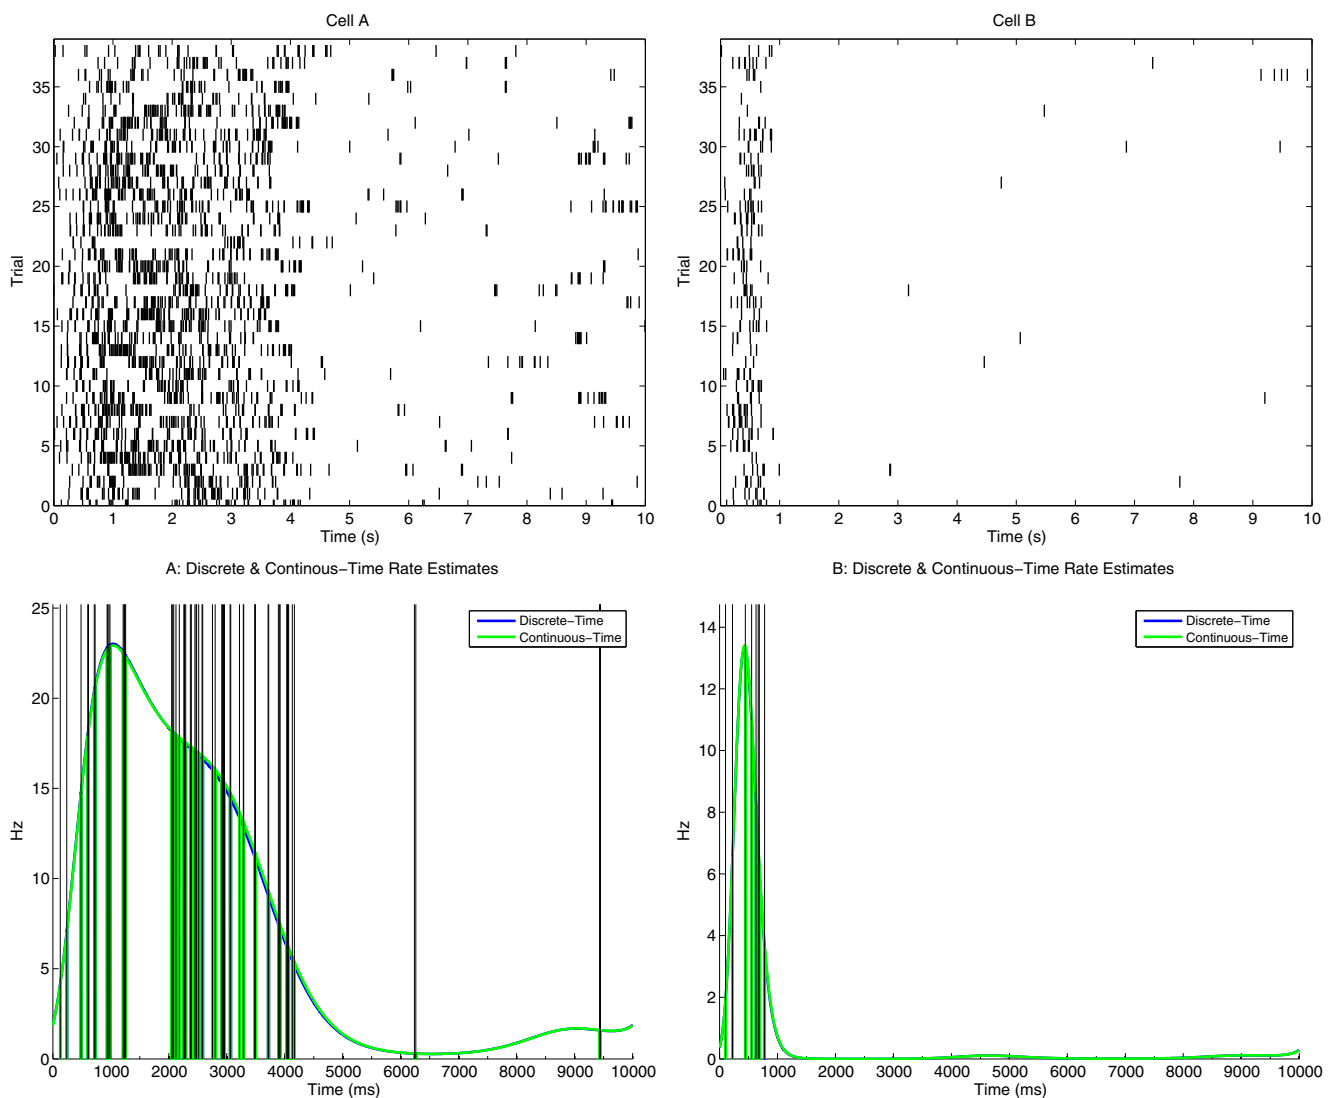 Cell A
Trial
35
30
25
20
15
10
5
0
0 1 2 3 4 5 6 7 8 9 10
Time (s)
Cell B
Trial
35
30
25
20
15
10
5
0
0 1 2 3 4 5 6 7 8 9 10
Time (s)
A: Discrete & Continous−Time Rate Estimates
Hz
25
20
15
10
5
0
Discrete−Time
Continuous−Time
0 1000 2000 3000 4000 5000 6000 7000 8000 9000 10000
Time (ms)
B: Discrete & Continuous−Time Rate Estimates
Hz
14
12
10
8
6
4
2
0
Discrete−Time
Continuous−Time
0 1000 2000 3000 4000 5000 6000 7000 8000 9000 10000
Time (ms)